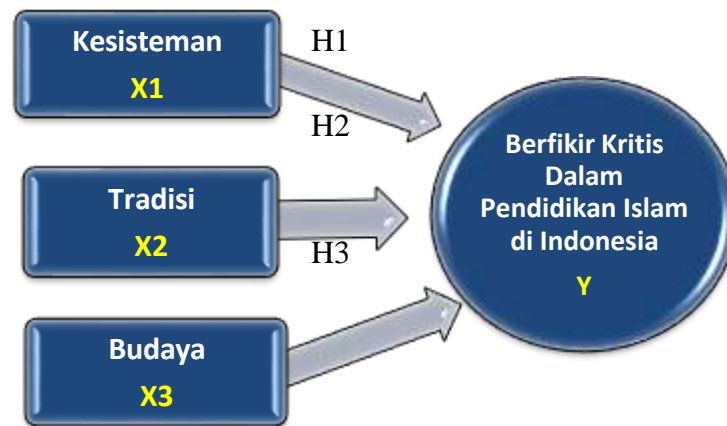 Kesisteman
X1
H1
H2
Tradisi
X2
H3
Budaya
X3
Berfikir Kritis
Dalam
Pendidikan Islam
di Indonesia
Y